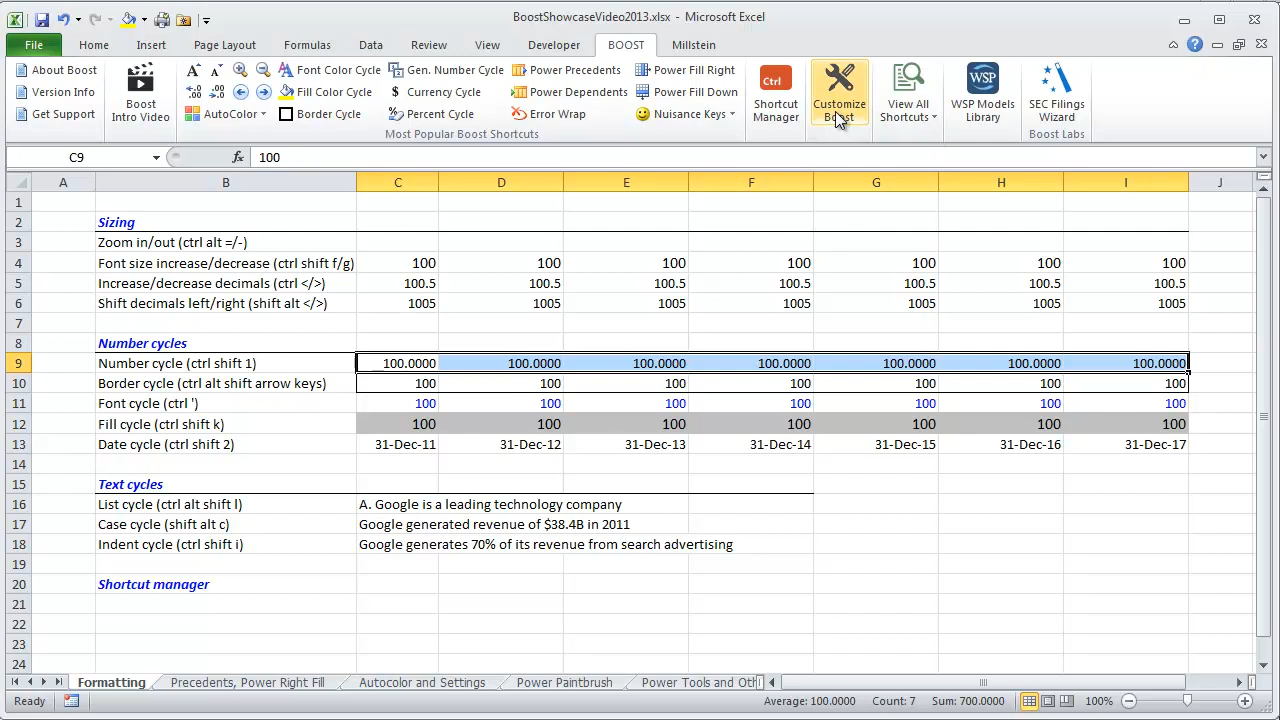 BoostShowcaseVideo2013.xlsx - Microsoft Excel
File Home Insert Page Layout Formulas Data Review View Developer BOOST Millstein
About Boost
Version Info
Get Support
Boost
Intro Video
AutoColor
Font Color Cycle
Fill Color Cycle
Border Cycle
Gen. Number Cycle
Currency Cycle
Percent Cycle
Power Precedents
Power Dependents
Error Wrap
Power Fill Right
Power Fill Down
Nuisance Keys
Most Popular Boost Shortcuts
Ctrl
Shortcut
Manager
Customize
Boost
View All
Shortcuts
WSP
WSP Models
Library
SEC Filings
Wizard
Boost Labs
C9 fx 100
A B C D E F G H I J
1
2 Sizing
3 Zoom in/out (ctrl alt =/-)
4 Font size increase/decrease (ctrl shift f/g) 100 100 100 100 100 100 100
5 Increase/decrease decimals (ctrl </>) 100.5 100.5 100.5 100.5 100.5 100.5 100.5
6 Shift decimals left/right (shift alt </>) 1005 1005 1005 1005 1005 1005 1005
7
8 Number cycles
9 Number cycle (ctrl shift 1) 100.0000 100.0000 100.0000 100.0000 100.0000 100.0000 100.0000
10 Border cycle (ctrl alt shift arrow keys) 100 100 100 100 100 100 100
11 Font cycle (ctrl ') 100 100 100 100 100 100 100
12 Fill cycle (ctrl shift k) 100 100 100 100 100 100 100
13 Date cycle (ctrl shift 2) 31-Dec-11 31-Dec-12 31-Dec-13 31-Dec-14 31-Dec-15 31-Dec-16 31-Dec-17
14
15 Text cycles
16 List cycle (ctrl alt shift l) A. Google is a leading technology company
17 Case cycle (shift alt c) Google generated revenue of $38.4B in 2011
18 Indent cycle (ctrl shift i) Google generates 70% of its revenue from search advertising
19
20 Shortcut manager
21
22
23
24
Formatting Precedents, Power Right Fill Autocolor and Settings Power Paintbrush Power Tools and Oth
Ready Average: 100.0000 Count: 7 Sum: 700.0000 100%